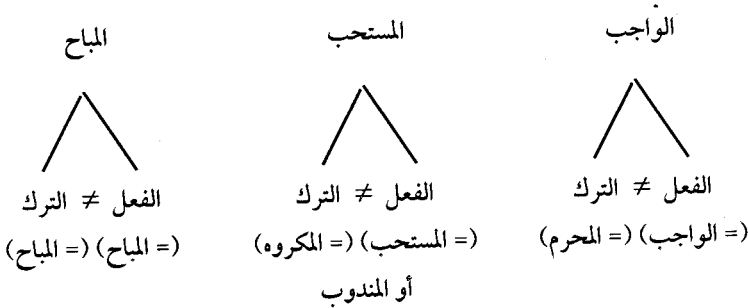 الواجب المستحب المباح
الفعل ≠ الترك الفعل ≠ الترك الفعل ≠ الترك
(= الواجب) (= المحرم) (= المستحب) (= المكروه) (= المباح) (= المباح)
أو المندوب